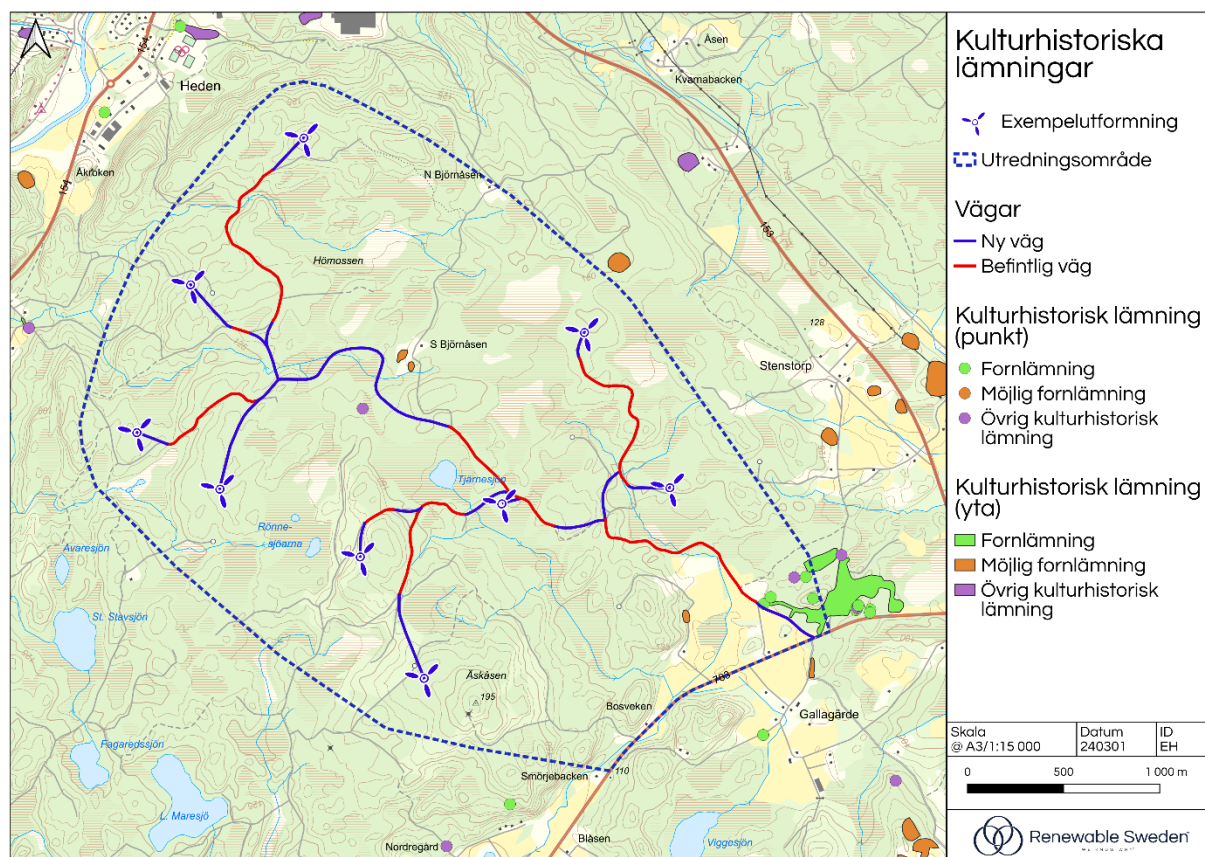 Kulturhistoriska
lämningar
Exempelutformning
Utredningsområde
Vägar
Ny väg
Befintlig väg
Kulturhistorisk lämning
(punkt)
Fornlämning
Möjlig fornlämning
Övrig kulturhistorisk
lämning
Kulturhistorisk lämning
(yta)
Fornlämning
Möjlig fornlämning
Övrig kulturhistorisk
lämning
Skala
@ A3/1:15 000
Datum
240301
ID
EH
0 500 1 000 m
Renewable Sweden
154
Heden
Åkroken
154
Åsen
Kvarnabacken
N Björnåsen
153
Hömossen
128
S Björnåsen
Stenstorp
Tjärnesjön
Rönne-
sjöarna
Avaresjön
St. Stavsjön
Äskåsen
195
700
Bosveken
Gallagärde
Fagaredssjön
Smörjebacken
110
L. Maresjö
Blåsen
Nordregård
Viggesjön